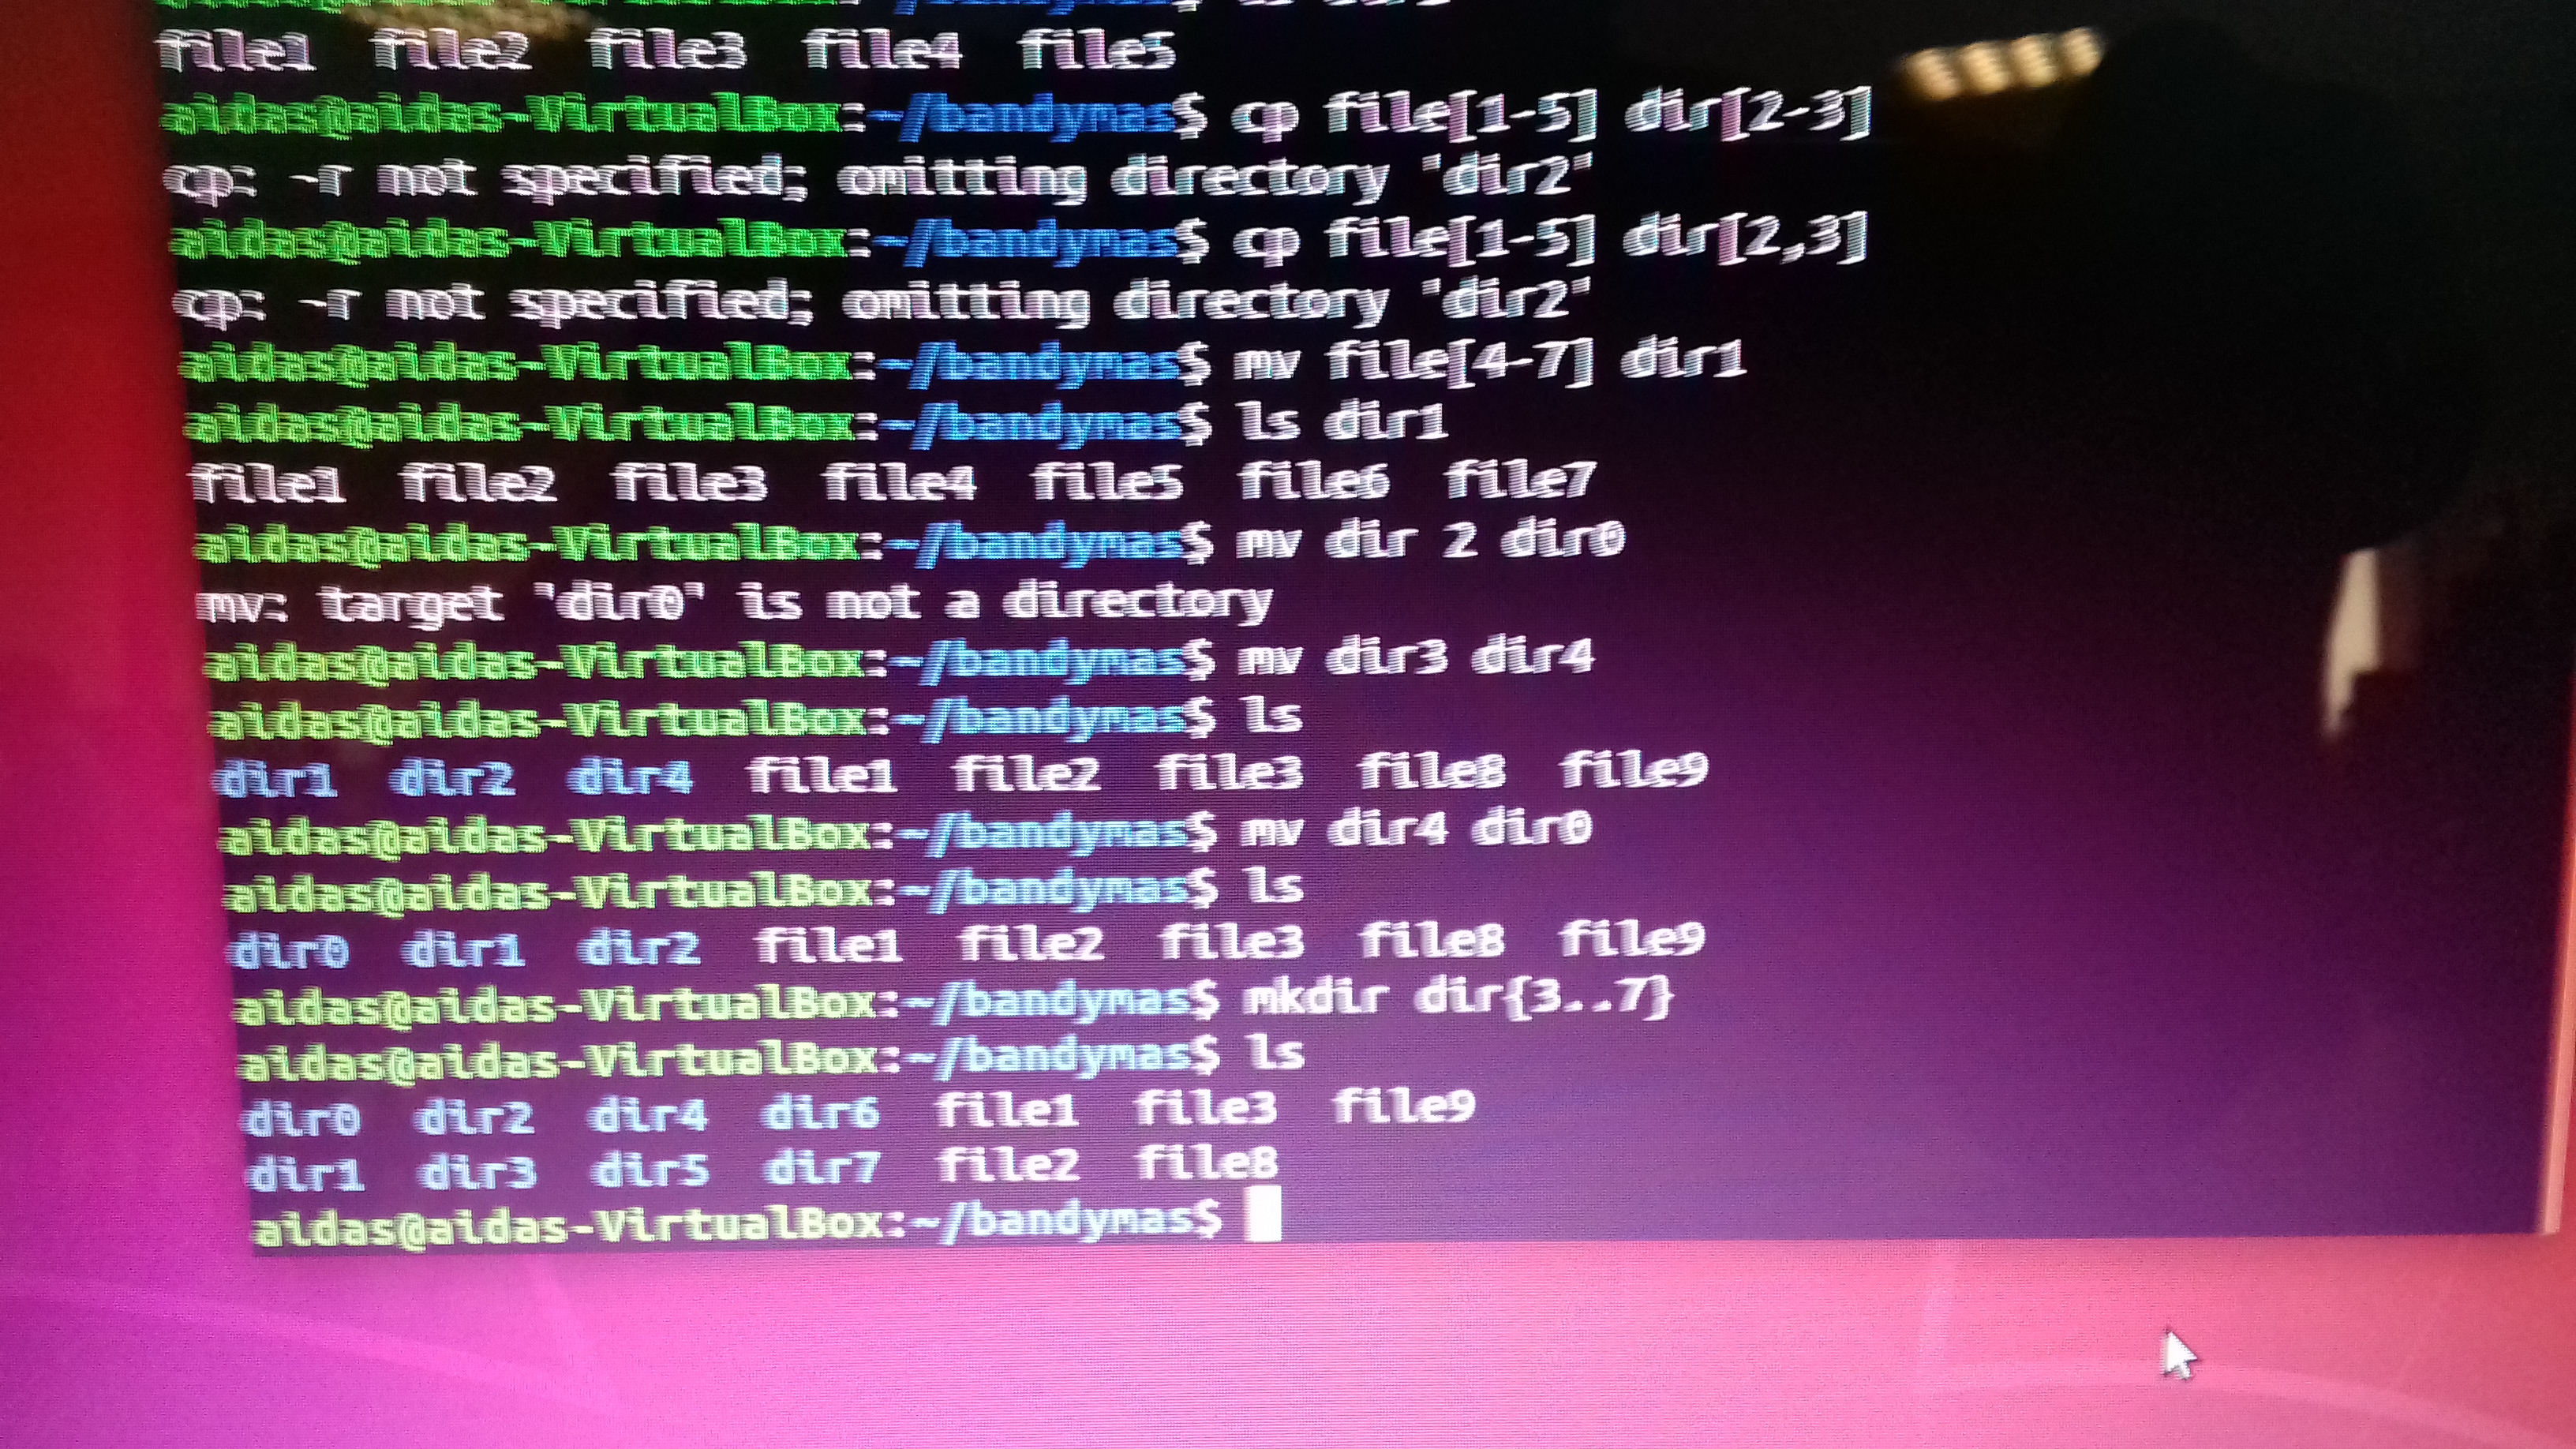 file1 file2 file3 file4 file5
aidas@aidas-VirtualBox:~/bandymas$ cp file[1-5] dir[2-3]
cp: -r not specified; omitting directory 'dir2'
aidas@aidas-VirtualBox:~/bandymas$ cp file[1-5] dir[2,3]
cp: -r not specified; omitting directory 'dir2'
aidas@aidas-VirtualBox:~/bandymas$ mv file[4-7] dir1
aidas@aidas-VirtualBox:~/bandymas$ ls dir1
file1 file2 file3 file4 file5 file6 file7
aidas@aidas-VirtualBox:~/bandymas$ mv dir 2 dir0
mv: target 'dir0' is not a directory
aidas@aidas-VirtualBox:~/bandymas$ mv dir3 dir4
aidas@aidas-VirtualBox:~/bandymas$ ls
dir1 dir2 dir4 file1 file2 file3 file8 file9
aidas@aidas-VirtualBox:~/bandymas$ mv dir4 dir0
aidas@aidas-VirtualBox:~/bandymas$ ls
dir0 dir1 dir2 file1 file2 file3 file8 file9
aidas@aidas-VirtualBox:~/bandymas$ mkdir dir{3..7}
aidas@aidas-VirtualBox:~/bandymas$ ls
dir0 dir2 dir4 dir6 file1 file3 file9
dir1 dir3 dir5 dir7 file2 file8
aidas@aidas-VirtualBox:~/bandymas$